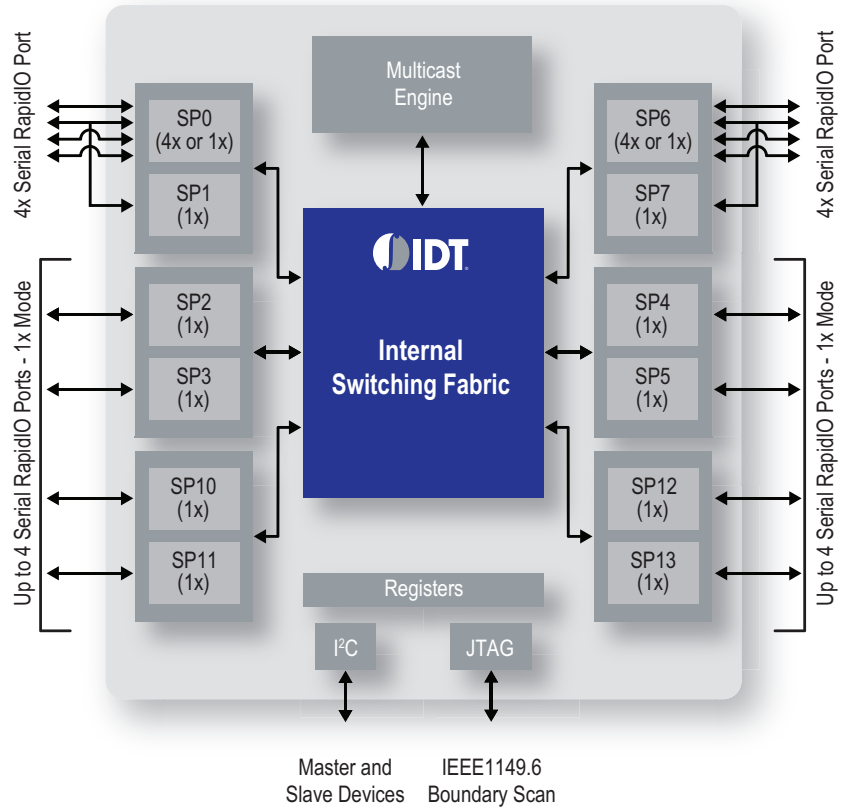 4x Serial RapidIO Port
Up to 4 Serial RapidIO Ports - 1x Mode
SP0
(4x or 1x)
SP1
(1x)
SP2
(1x)
SP3
(1x)
SP10
(1x)
SP11
(1x)
Multicast
Engine
IDT
Internal
Switching Fabric
Registers
I²C
JTAG
Master and
Slave Devices
IEEE1149.6
Boundary Scan
SP6
(4x or 1x)
SP7
(1x)
SP4
(1x)
SP5
(1x)
SP12
(1x)
SP13
(1x)
4x Serial RapidIO Port
Up to 4 Serial RapidIO Ports - 1x Mode